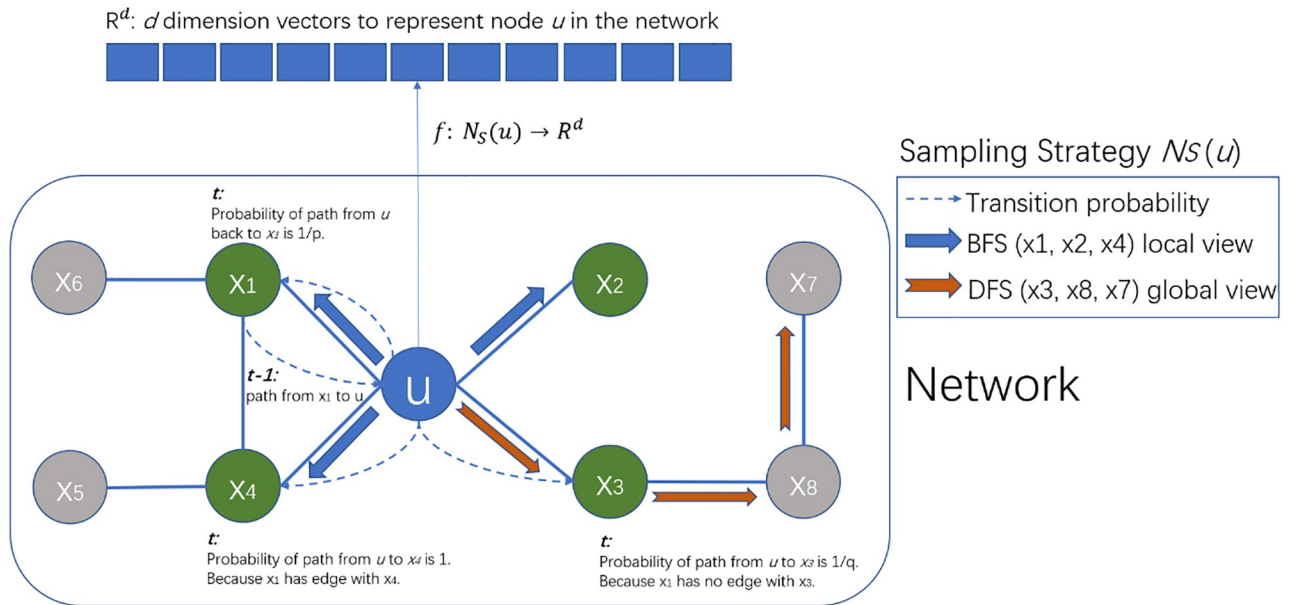 R^d: d dimension vectors to represent node u in the network
f: N_S(u) → R^d
Sampling Strategy NS(u)
Transition probability
BFS (x1, x2, x4) local view
DFS (x3, x8, x7) global view
Network
t:
Probability of path from u
back to x₁ is 1/p.
X₆
X₁
X₂
X₇
t-1:
path from x₁ to u
u
X₅
X₄
X₃
X₈
t:
Probability of path from u to x₄ is 1.
Because x₁ has edge with x₄.
t:
Probability of path from u to x₃ is 1/q.
Because x₁ has no edge with x₃.